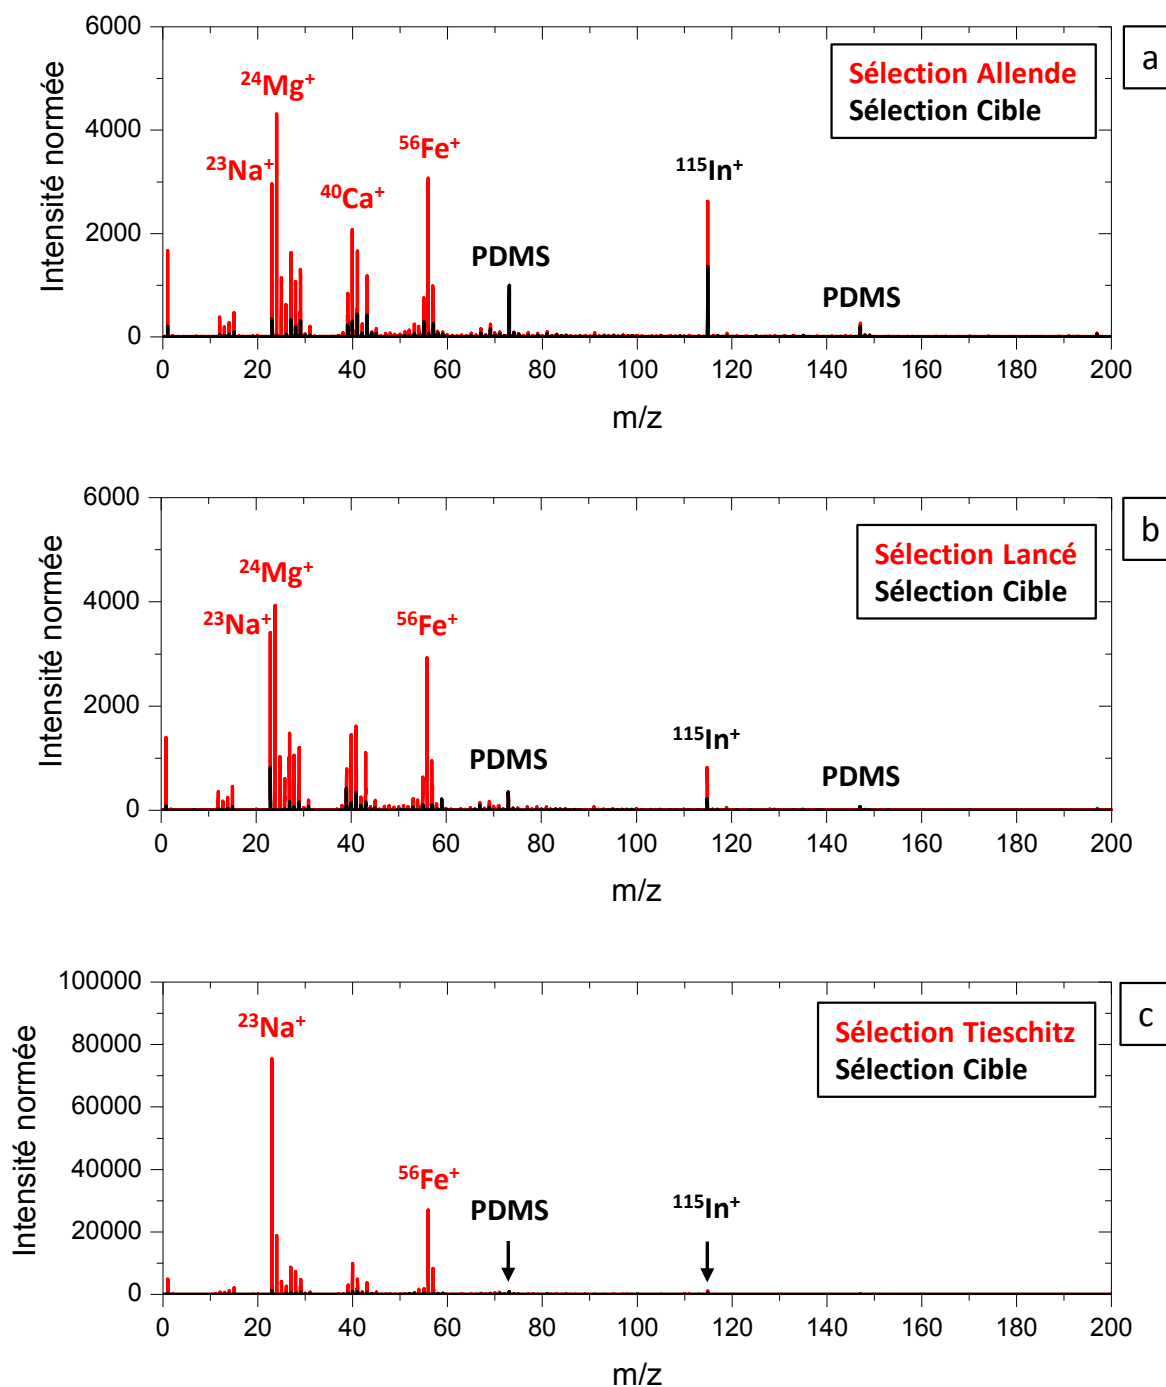 a
Sélection Allende
Sélection Cible
²⁴Mg⁺
²³Na⁺
⁴⁰Ca⁺
⁵⁶Fe⁺
PDMS
¹¹⁵In⁺
PDMS
Intensité normée
6000
4000
2000
0
0 20 40 60 80 100 120 140 160 180 200
m/z
b
Sélection Lancé
Sélection Cible
²⁴Mg⁺
²³Na⁺
⁵⁶Fe⁺
PDMS
¹¹⁵In⁺
PDMS
Intensité normée
6000
4000
2000
0
0 20 40 60 80 100 120 140 160 180 200
m/z
c
Sélection Tieschitz
Sélection Cible
²³Na⁺
⁵⁶Fe⁺
PDMS
¹¹⁵In⁺
Intensité normée
100000
80000
60000
40000
20000
0
0 20 40 60 80 100 120 140 160 180 200
m/z